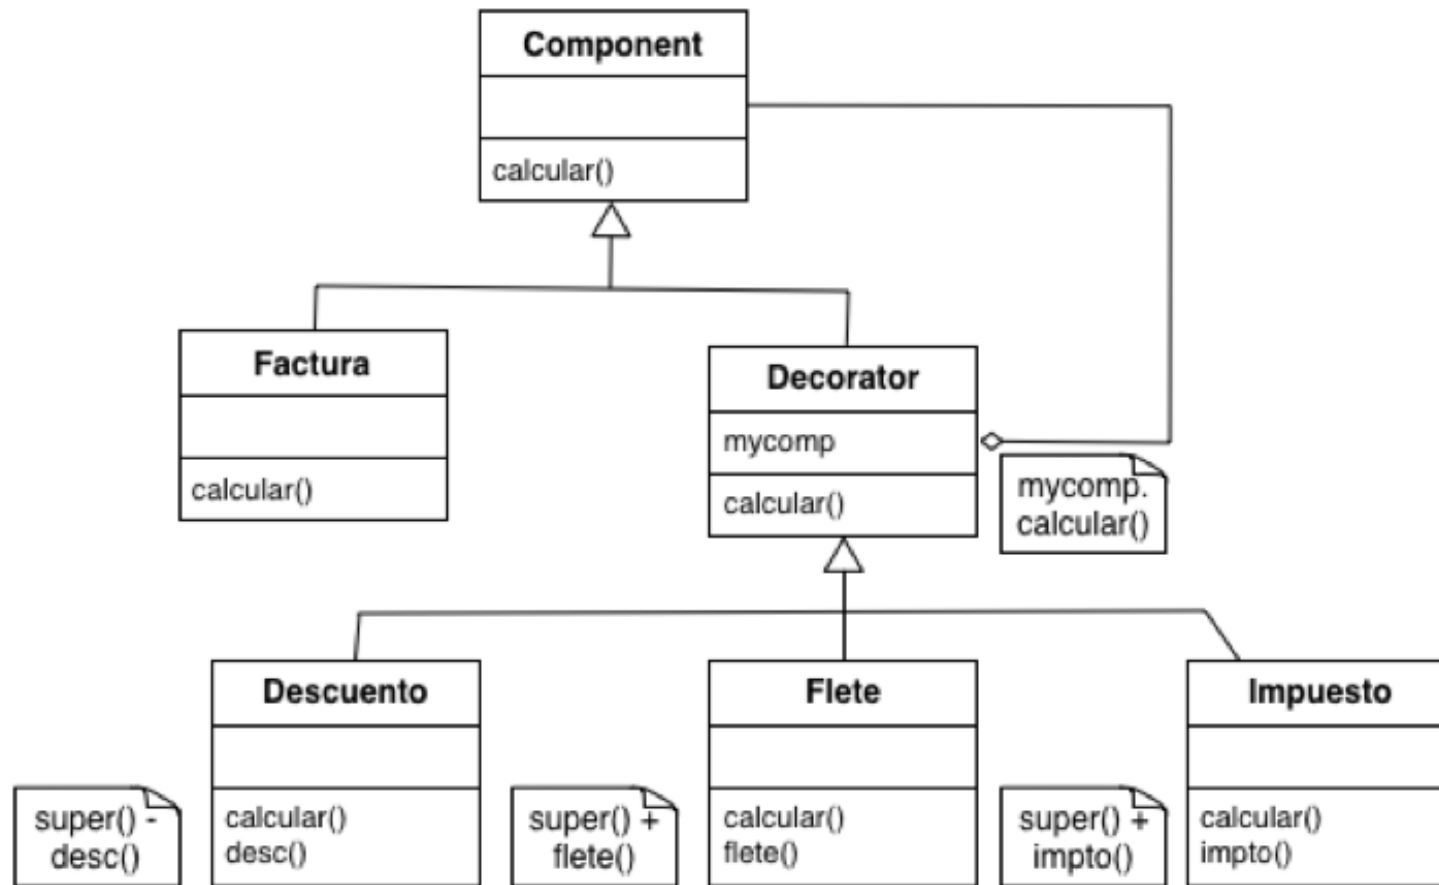 Component
calcular()
Factura
calcular()
Decorator
mycomp
calcular()
mycomp.
calcular()
Descuento
calcular()
desc()
super() -
desc()
Flete
calcular()
flete()
super() +
flete()
Impuesto
calcular()
impto()
super() +
impto()